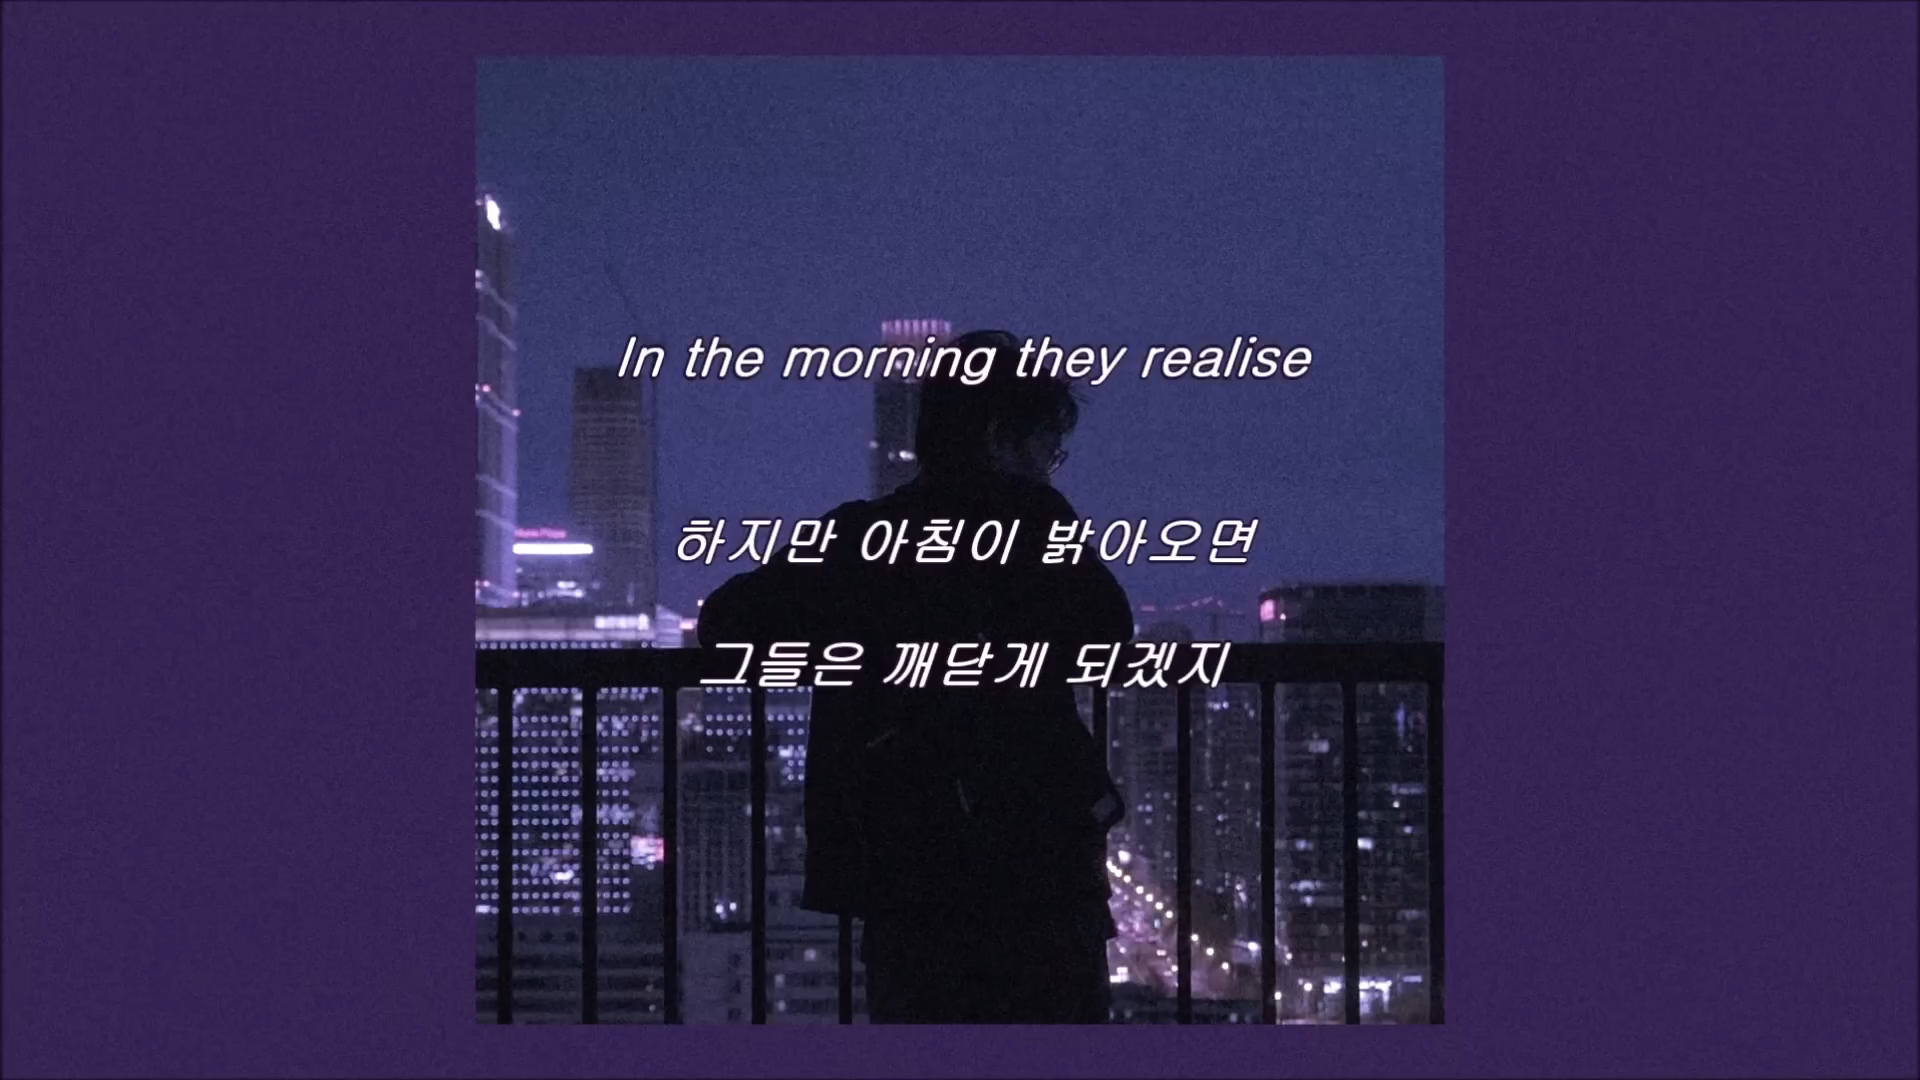 In the morning they realise
하지만 아침이 밝아오면
그들은 깨닫게 되겠지